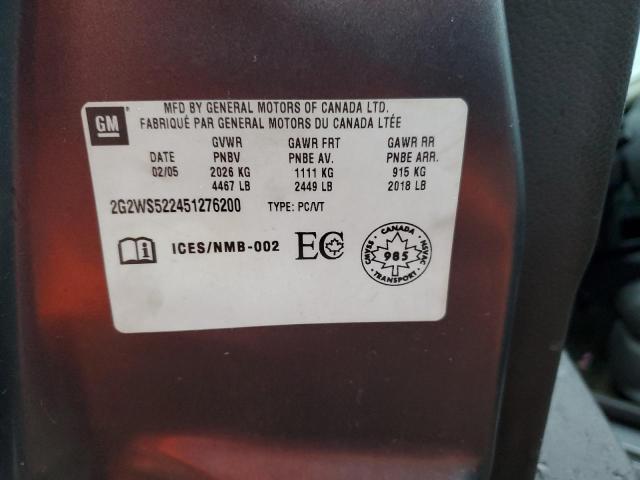 GM
MFD BY GENERAL MOTORS OF CANADA LTD.
FABRIQUÉ PAR GENERAL MOTORS DU CANADA LTÉE
GVWR GAWR FRT GAWR RR
DATE PNBV PNBE AV. PNBE ARR.
02/05 2026 KG 1111 KG 915 KG
4467 LB 2449 LB 2018 LB
2G2WS522451276200 TYPE: PC/VT
i ICES/NMB-002 EC
CANADA
CMVSS 985 NSVAC
TRANSPORT